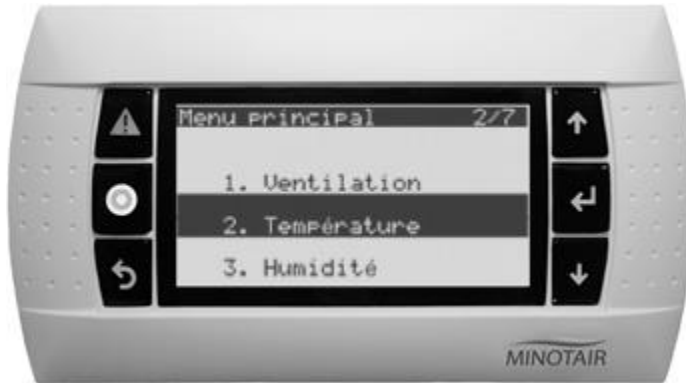 Menu principal 2/7
1. Ventilation
2. Température
3. Humidité
MINOTAIR